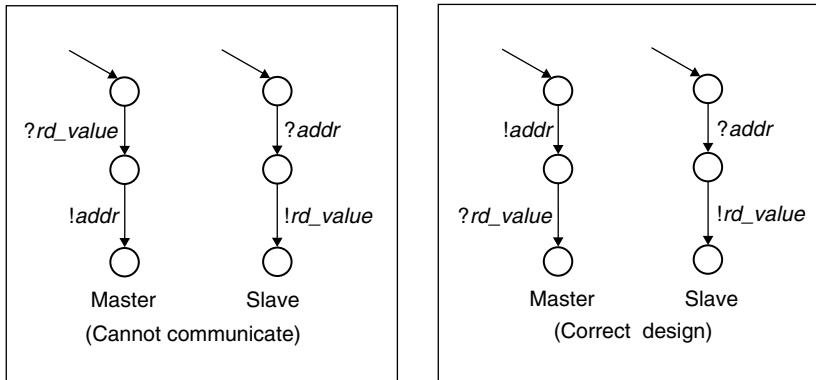 ?rd_value ?addr
!addr !rd_value
Master Slave
(Cannot communicate)
!addr ?addr
?rd_value !rd_value
Master Slave
(Correct design)